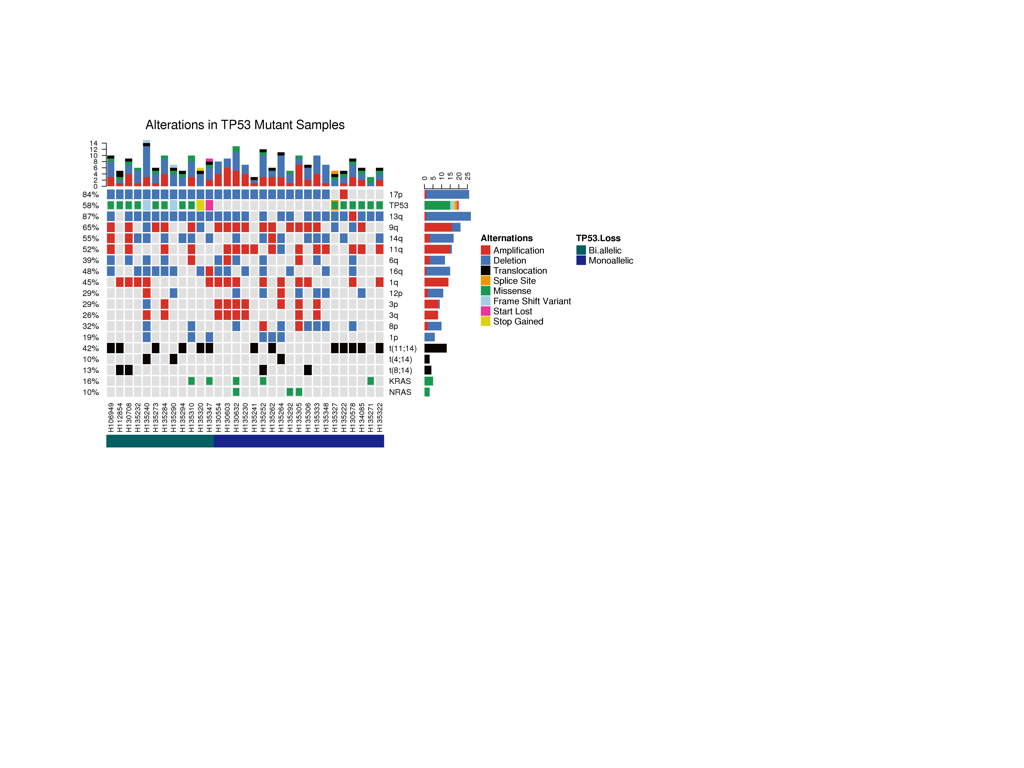 Alterations in TP53 Mutant Samples
14
12
10
8
6
4
2
0
0 5 10 15 20 25
84% 17p
58% TP53
87% 13q
65% 9q
55% 14q
52% 11q
39% 6q
48% 16q
45% 1q
29% 12p
29% 3p
26% 3q
32% 8p
19% 1p
42% t(11;14)
10% t(4;14)
13% t(8;14)
16% KRAS
10% NRAS
H106949 H112854 H130708 H135232 H135240 H135273 H135284 H135290 H135294 H135310 H135320 H135347 H130554 H130603 H130632 H135230 H135241 H135252 H135262 H135264 H135292 H135305 H135306 H135333 H135348 H135327 H135222 H130578 H134085 H135271 H135322
Alternations
Amplification
Deletion
Translocation
Splice Site
Missense
Frame Shift Variant
Start Lost
Stop Gained
TP53.Loss
Bi.allelic
Monoallelic